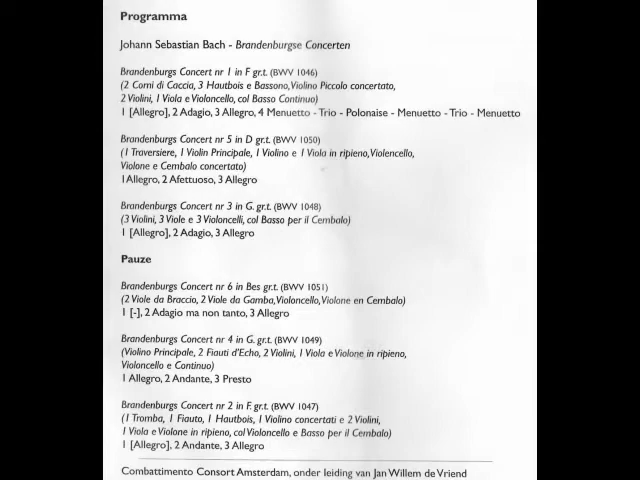 Programma
Johann Sebastian Bach - Brandenburgse Concerten
Brandenburgs Concert nr 1 in F gr.t. (BWV 1046)
(2 Corni di Caccia, 3 Hautbois e Bassono, Violino Piccolo concertato,
2 Violini, 1 Viola e Violoncello, col Basso Continuo)
1 [Allegro], 2 Adagio, 3 Allegro, 4 Menuetto - Trio - Polonaise - Menuetto - Trio - Menuetto
Brandenburgs Concert nr 5 in D gr.t. (BWV 1050)
(1 Traversiere, 1 Violin Principale, 1 Violino e 1 Viola in ripieno, Violencello,
Violone e Cembalo concertato)
1 Allegro, 2 Afettuoso, 3 Allegro
Brandenburgs Concert nr 3 in G. gr.t. (BWV 1048)
(3 Violini, 3 Viole e 3 Violoncelli, col Basso per il Cembalo)
1 [Allegro], 2 Adagio, 3 Allegro
Pauze
Brandenburgs Concert nr 6 in Bes gr.t. (BWV 1051)
(2 Viole da Braccio, 2 Viole da Gamba, Violoncello, Violone en Cembalo)
1 [-], 2 Adagio ma non tanto, 3 Allegro
Brandenburgs Concert nr 4 in G. gr.t. (BWV 1049)
(Violino Principale, 2 Fiauti d'Echo, 2 Violini, 1 Viola e Violone in ripieno,
Violoncello e Continuo)
1 Allegro, 2 Andante, 3 Presto
Brandenburgs Concert nr 2 in F. gr.t. (BWV 1047)
(1 Tromba, 1 Fiauto, 1 Hautbois, 1 Violino concertati e 2 Violini,
1 Viola e Violone in ripieno, col Violoncello e Basso per il Cembalo)
1 [Allegro], 2 Andante, 3 Allegro
Combattimento Consort Amsterdam, onder leiding van Jan Willem de Vriend